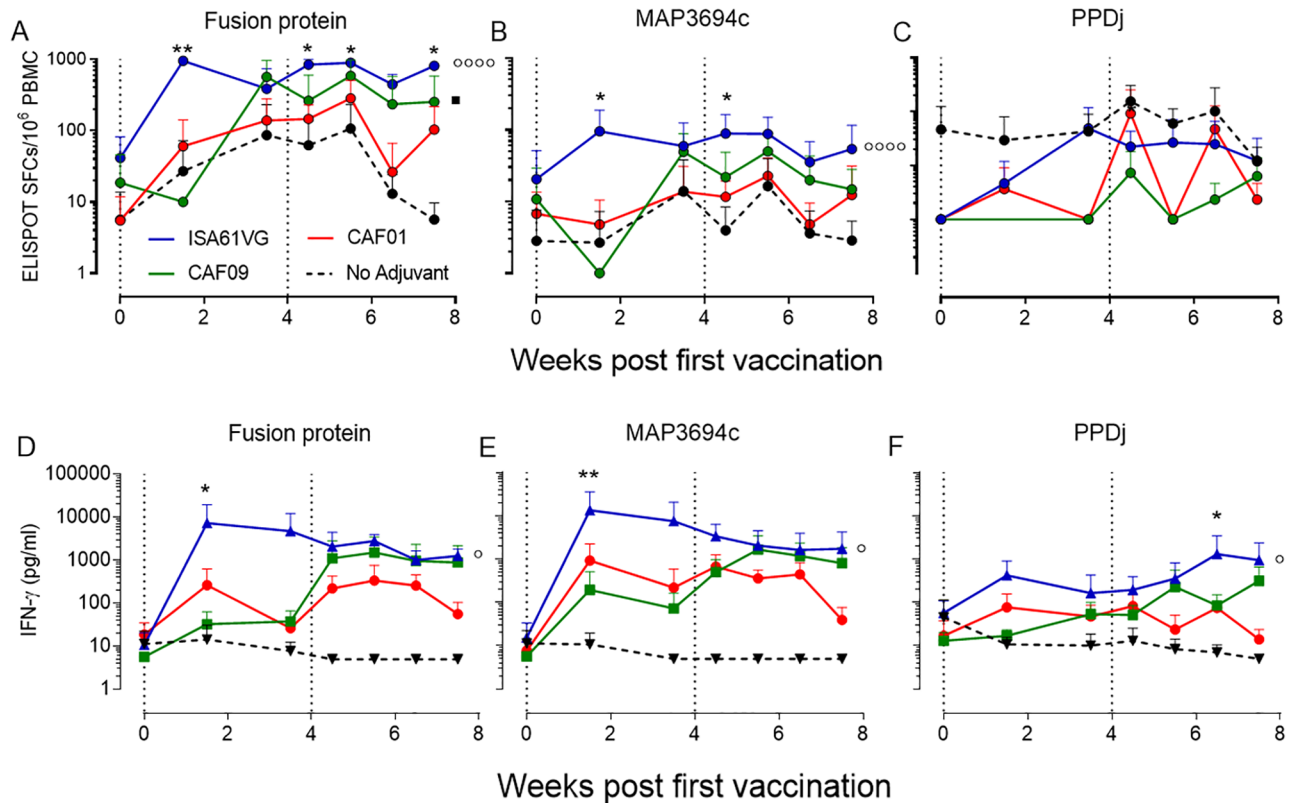 A
Fusion protein
B
MAP3694c
C
PPDj
ELISPOT SFCs/10⁶ PBMC
1000
100
10
1
** * * * °°°°
■
* * °°°°
ISA61VG
CAF01
CAF09
No Adjuvant
0 2 4 6 8
0 2 4 6 8
0 2 4 6 8
Weeks post first vaccination
D
Fusion protein
E
MAP3694c
F
PPDj
IFN-γ (pg/ml)
100000
10000
1000
100
10
1
* °
** °
* °
0 2 4 6 8
0 2 4 6 8
0 2 4 6 8
Weeks post first vaccination